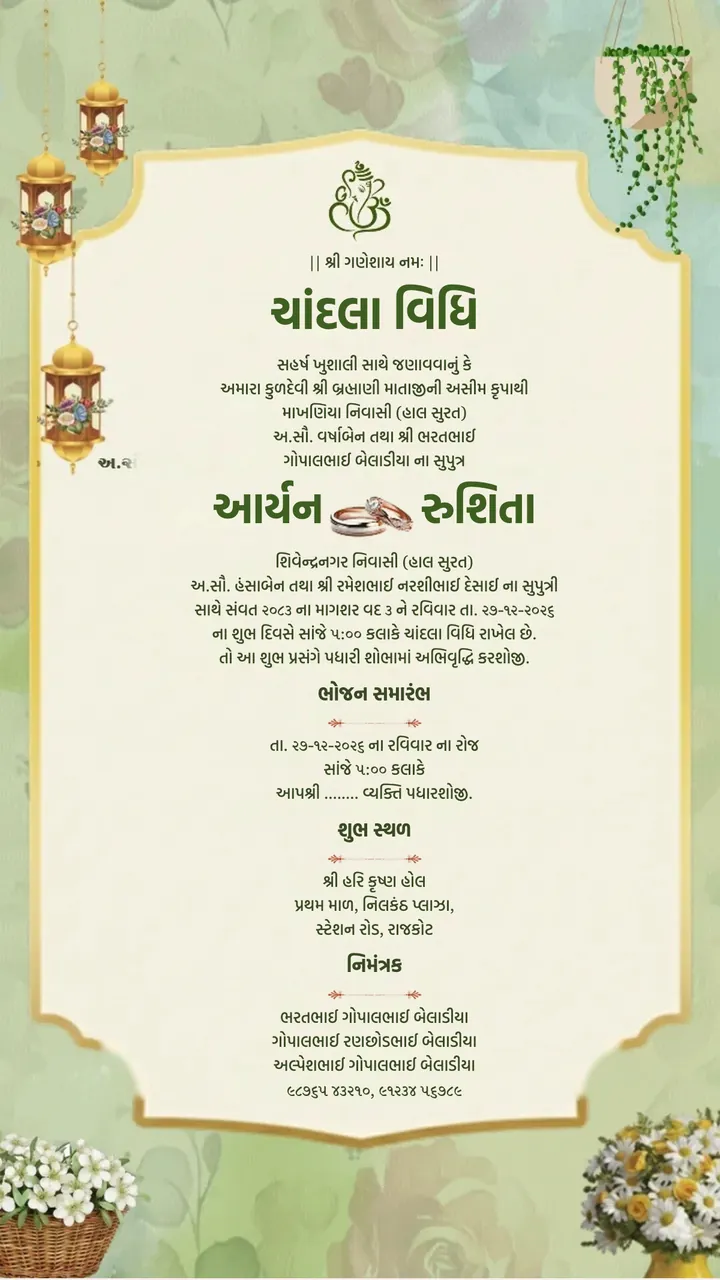 || શ્રી ગણેશાય નમઃ ||
ચાંદલા વિધિ
સહર્ષ ખુશાલી સાથે જણાવવાનું કે
અમારા કુળદેવી શ્રી બ્રહ્માણી માતાજીની અસીમ કૃપાથી
માખણિયા નિવાસી (હાલ સુરત)
અ.સૌ. વર્ષાબેન તથા શ્રી ભરતભાઈ
ગોપાલભાઈ બેલાડીયા ના સુપુત્ર
અ.સં
આર્યન રુશિતા
શિવેન્દ્રનગર નિવાસી (હાલ સુરત)
અ.સૌ. હંસાબેન તથા શ્રી રમેશભાઈ નરશીભાઈ દેસાઈ ના સુપુત્રી
સાથે સંવત ૨૦૮૩ ના માગશર વદ ૩ ને રવિવાર તા. ૨૭-૧૨-૨૦૨૬
ના શુભ દિવસે સાંજે ૫:૦૦ કલાકે ચાંદલા વિધિ રાખેલ છે.
તો આ શુભ પ્રસંગે પધારી શોભામાં અભિવૃદ્ધિ કરશોજી.
ભોજન સમારંભ
તા. ૨૭-૧૨-૨૦૨૬ ના રવિવાર ના રોજ
સાંજે ૫:૦૦ કલાકે
આપશ્રી ........ વ્યક્તિ પધારશોજી.
શુભ સ્થળ
શ્રી હરિ કૃષ્ણ હોલ
પ્રથમ માળ, નિલકંઠ પ્લાઝા,
સ્ટેશન રોડ, રાજકોટ
નિમંત્રક
ભરતભાઈ ગોપાલભાઈ બેલાડીયા
ગોપાલભાઈ રણછોડભાઈ બેલાડીયા
અલ્પેશભાઈ ગોપાલભાઈ બેલાડીયા
૯૮૭૬૫ ૪૩૨૧૦, ૯૧૨૩૪ ૫૬૭૮૯